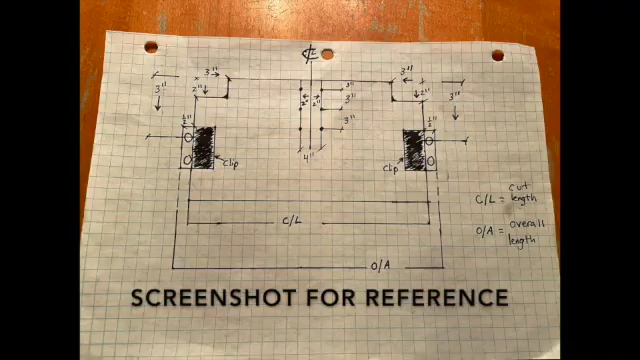 C̸L
3" → ← 3"
3" 2" ↓ ↓ 2" 3"
2" 2" 3"
3"
3"
1/2" 1/2"
4"
Clip Clip
C/L = cut length
C/L
O/A = overall length
O/A
SCREENSHOT FOR REFERENCE